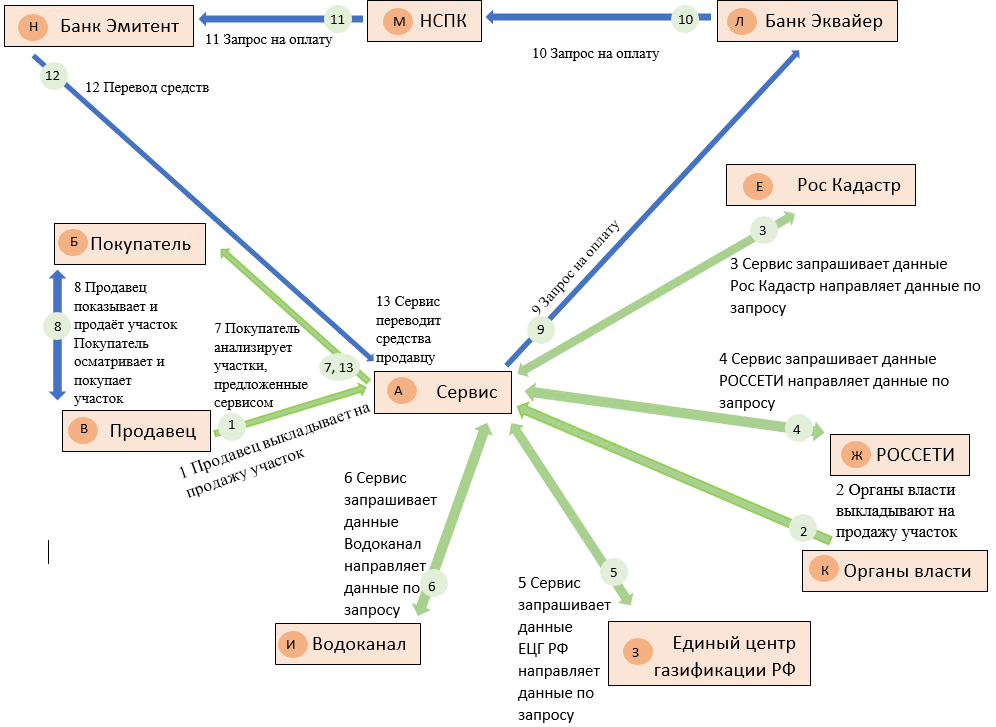 Н Банк Эмитент
11
М НСПК
10
Л Банк Эквайер
11 Запрос на оплату
10 Запрос на оплату
12
12 Перевод средств
Е Рос Кадастр
3
Б Покупатель
9 Запрос на оплату
9
3 Сервис запрашивает данные
Рос Кадастр направляет данные по
запросу
8 Продавец
показывает и
продаёт участок
Покупатель
осматривает и
покупает
участок
8
7 Покупатель
анализирует
участки,
предложенные
сервисом
13 Сервис
переводит
средства
продавцу
7, 13
4 Сервис запрашивает данные
РОССЕТИ направляет данные по
запросу
4
А Сервис
В Продавец
1
1 Продавец выкладывает на
продажу участок
Ж РОССЕТИ
2 Органы власти
выкладывают на
продажу участок
2
К Органы власти
6 Сервис
запрашивает
данные
Водоканал
направляет
данные по
запросу
6
5
5 Сервис
запрашивает
данные
ЕЦГ РФ
направляет
данные по
запросу
И Водоканал
З Единый центр
газификации РФ